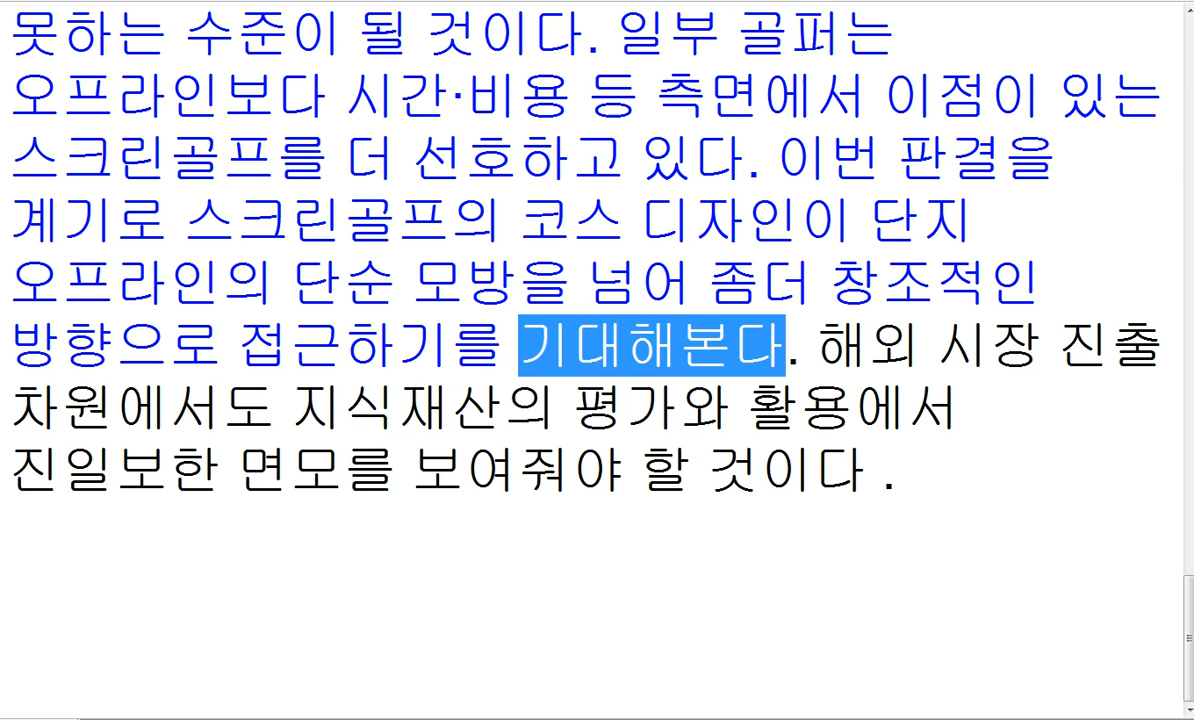 못하는 수준이 될 것이다. 일부 골퍼는
오프라인보다 시간·비용 등 측면에서 이점이 있는
스크린골프를 더 선호하고 있다. 이번 판결을
계기로 스크린골프의 코스 디자인이 단지
오프라인의 단순 모방을 넘어 좀더 창조적인
방향으로 접근하기를 기대해본다. 해외 시장 진출
차원에서도 지식재산의 평가와 활용에서
진일보한 면모를 보여줘야 할 것이다 .